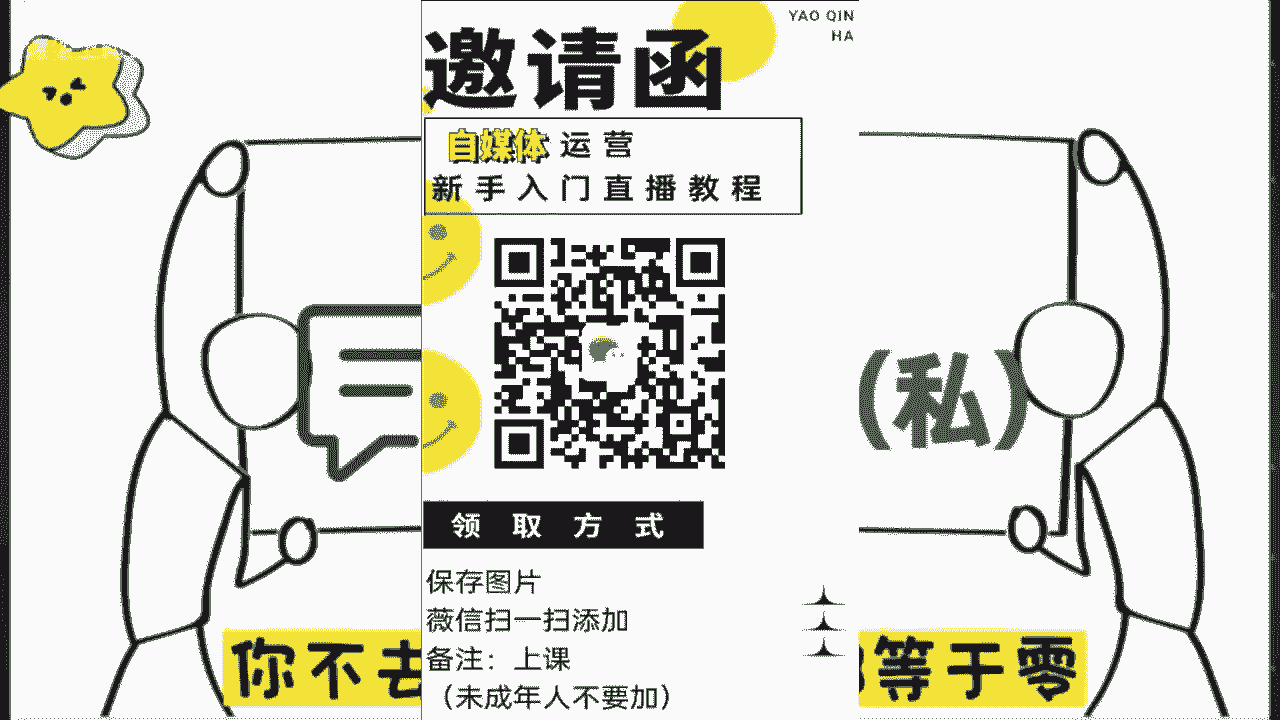 YAO QIN
HA
邀请函
自媒体运营
新手入门直播教程
(私)
领取方式
保存图片
微信扫一扫添加
备注：上课
（未成年人不要加）
你不去
等于零